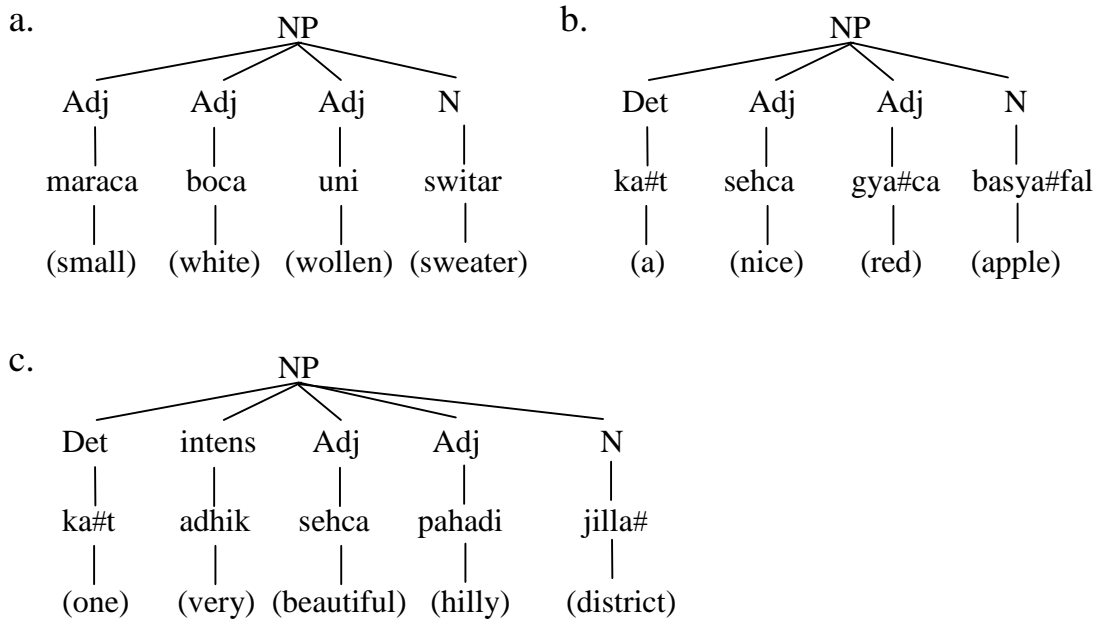 a. NP
Adj Adj Adj N
maraca boca uni switar
(small) (white) (wollen) (sweater)
b. NP
Det Adj Adj N
ka#t sehca gya#ca basya#fal
(a) (nice) (red) (apple)
c. NP
Det intens Adj Adj N
ka#t adhik sehca pahadi jilla#
(one) (very) (beautiful) (hilly) (district)